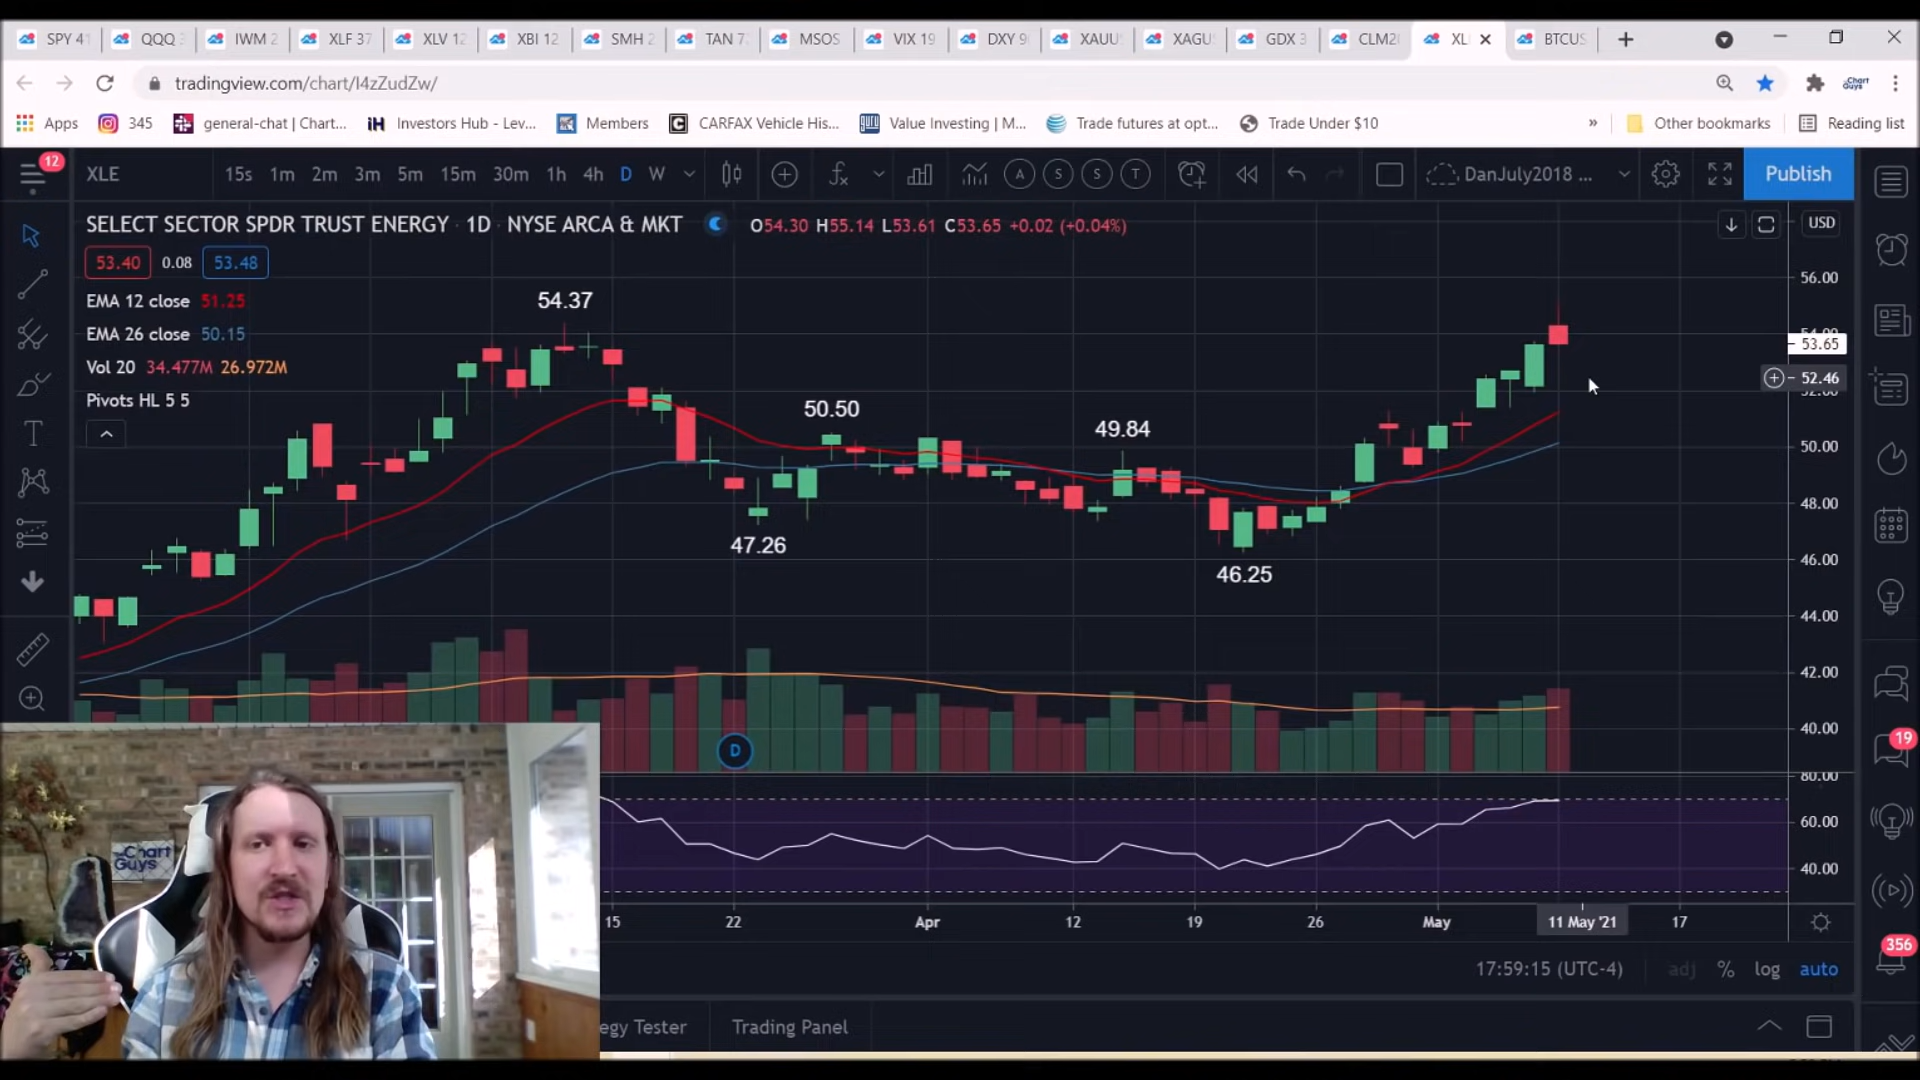 SPY 41 QQQ 3 IWM 2 XLF 37 XLV 12 XBI 12 SMH 2 TAN 7 MSOS VIX 19 DXY 9 XAUU XAGU GDX 3 CLM2 XL BTCUS
tradingview.com/chart/I4zZudZw/
Apps 345 general-chat | Chart... Investors Hub - Lev... Members CARFAX Vehicle His... Value Investing | M... Trade futures at opt... Trade Under $10 » Other bookmarks Reading list
12
XLE 15s 1m 2m 3m 5m 15m 30m 1h 4h D W A S S T DanJuly2018 ... Publish
SELECT SECTOR SPDR TRUST ENERGY · 1D · NYSE ARCA & MKT O54.30 H55.14 L53.61 C53.65 +0.02 (+0.04%) USD
53.40 0.08 53.48
EMA 12 close 51.25
EMA 26 close 50.15
Vol 20 34.477M 26.972M
Pivots HL 5 5
54.37
50.50
49.84
47.26
46.25
56.00
53.65
52.46
50.00
48.00
46.00
44.00
42.00
40.00
D
80.00
60.00
40.00
19
356
Chart
Guys
15 22 Apr 12 19 26 May 11 May '21 17
17:59:15 (UTC-4) adj % log auto
egy Tester Trading Panel